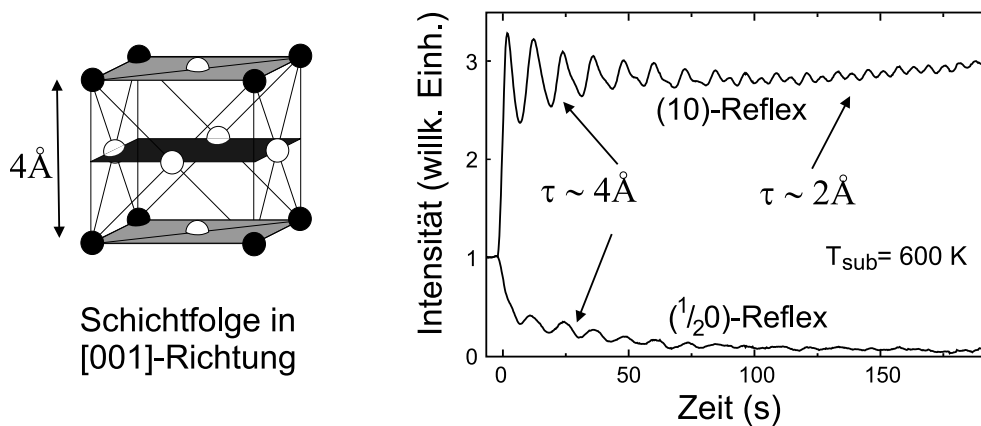 4Å
Schichtfolge in
[001]-Richtung
Intensität (willk. Einh.)
3
2
1
0
(10)-Reflex
τ ~ 4Å
τ ~ 2Å
T_sub= 600 K
(¹/₂0)-Reflex
0
50
100
150
Zeit (s)